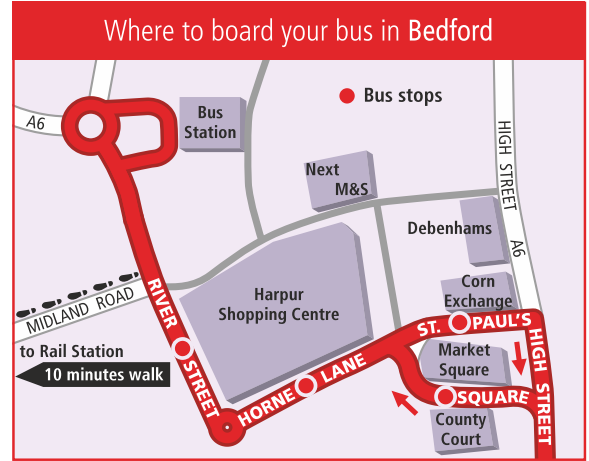 Where to board your bus in Bedford
A6
Bus
Station
Bus stops
HIGH STREET
A6
Next
M&S
Debenhams
Corn
Exchange
MIDLAND ROAD
RIVER
STREET
Harpur
Shopping Centre
ST. PAUL'S
HIGH STREET
to Rail Station
10 minutes walk
Market
Square
HORNE LANE
SQUARE
County
Court